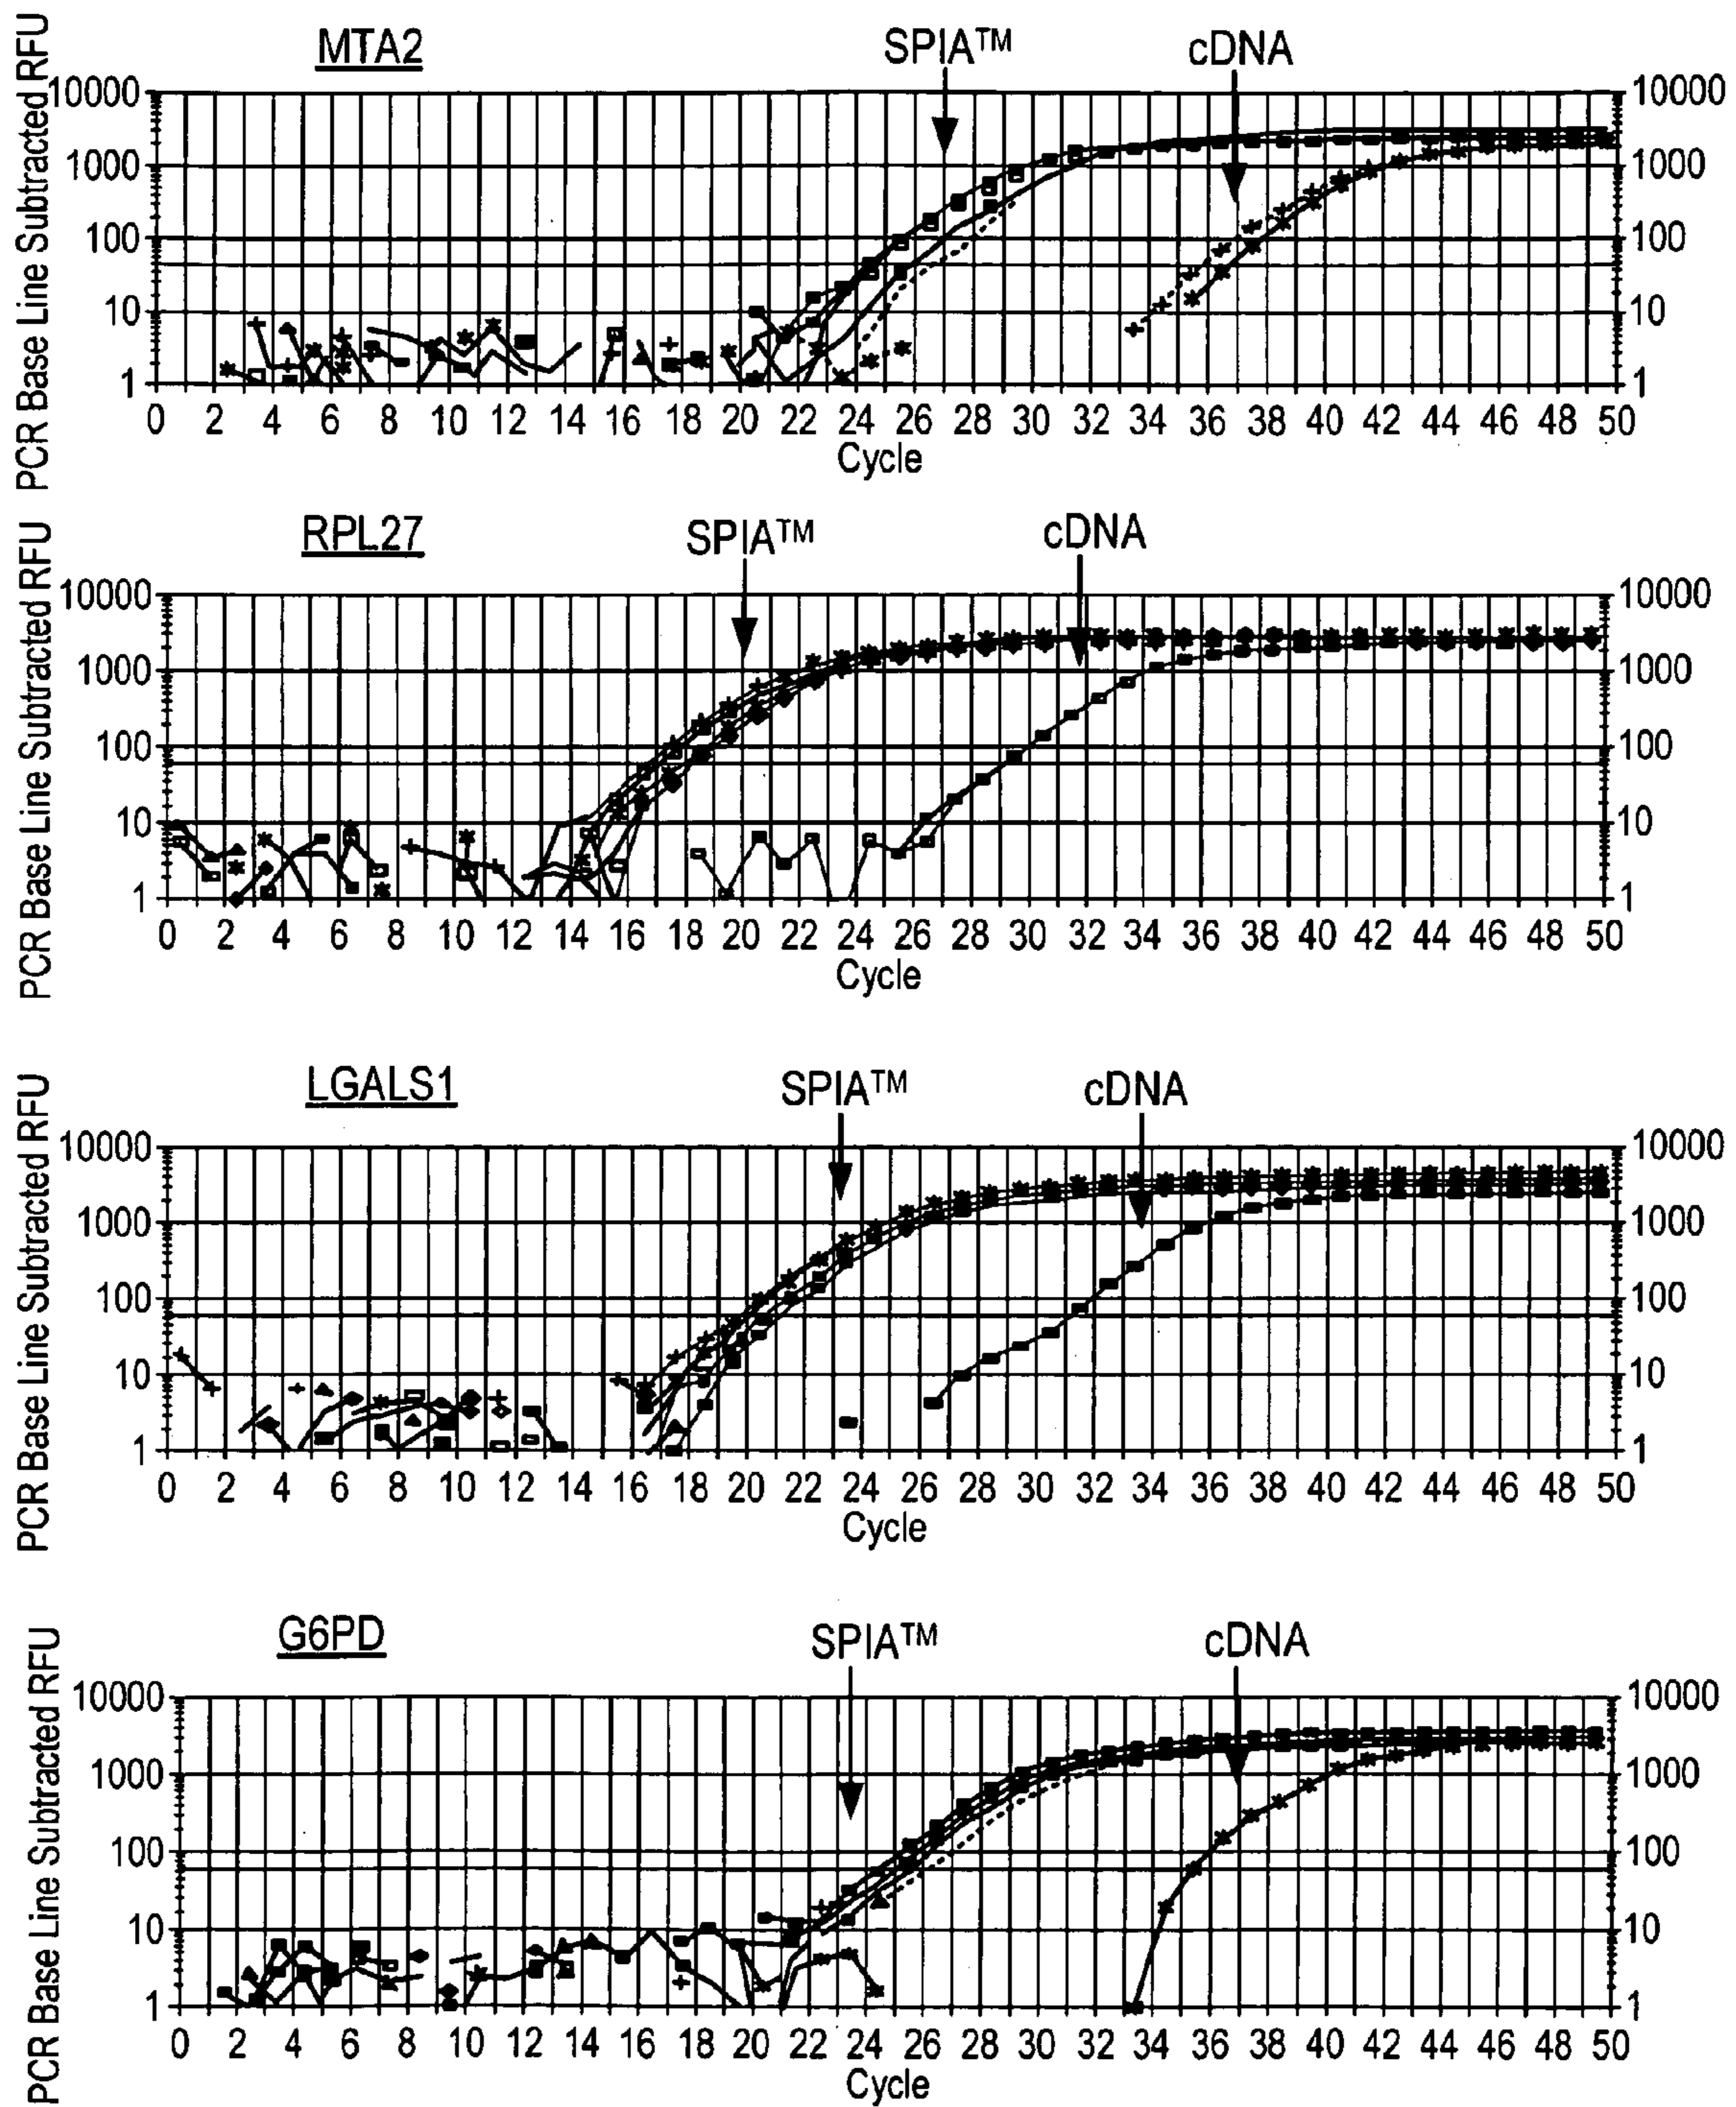 MTA2 SPIA™ cDNA
PCR Base Line Subtracted RFU
10000 10000
1000 1000
100 100
10 10
1 1
0 2 4 6 8 10 12 14 16 18 20 22 24 26 28 30 32 34 36 38 40 42 44 46 48 50
Cycle
RPL27 SPIA™ cDNA
PCR Base Line Subtracted RFU
10000 10000
1000 1000
100 100
10 10
1 1
0 2 4 6 8 10 12 14 16 18 20 22 24 26 28 30 32 34 36 38 40 42 44 46 48 50
Cycle
LGALS1 SPIA™ cDNA
PCR Base Line Subtracted RFU
10000 10000
1000 1000
100 100
10 10
1 1
0 2 4 6 8 10 12 14 16 18 20 22 24 26 28 30 32 34 36 38 40 42 44 46 48 50
Cycle
G6PD SPIA™ cDNA
PCR Base Line Subtracted RFU
10000 10000
1000 1000
100 100
10 10
1 1
0 2 4 6 8 10 12 14 16 18 20 22 24 26 28 30 32 34 36 38 40 42 44 46 48 50
Cycle